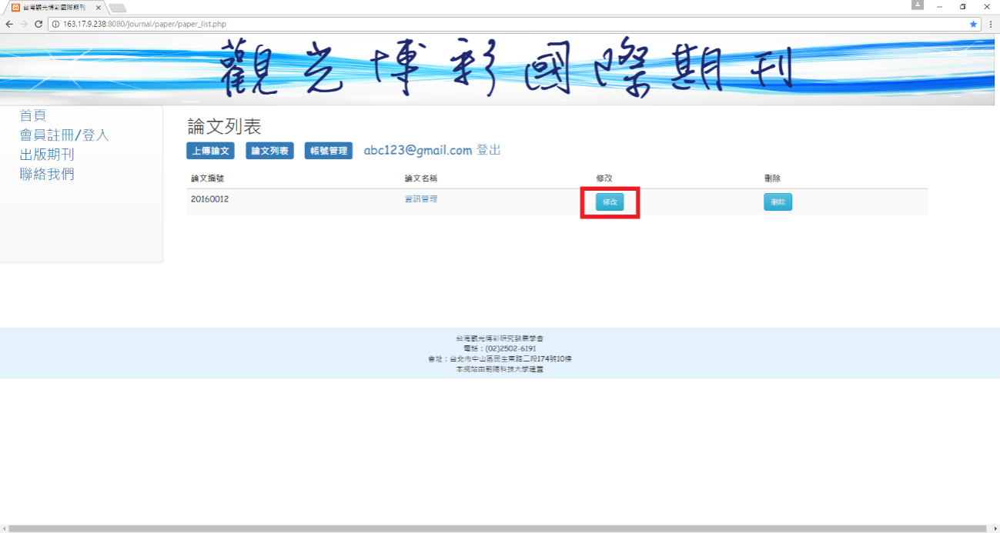 台灣觀光博彩國際期刊
163.17.9.238:8080/journal/paper/paper_list.php
觀光博彩國際期刊
首頁
會員註冊/登入
出版期刊
聯絡我們
論文列表
上傳論文 論文列表 帳號管理 abc123@gmail.com 登出
論文編號 論文名稱 修改 刪除
20160012 資訊管理 修改 刪除
台灣觀光博彩研究發展學會
電話：(02)2502-6191
會址：台北市中山區民生東路二段174號10樓
本網站由朝陽科技大學建置